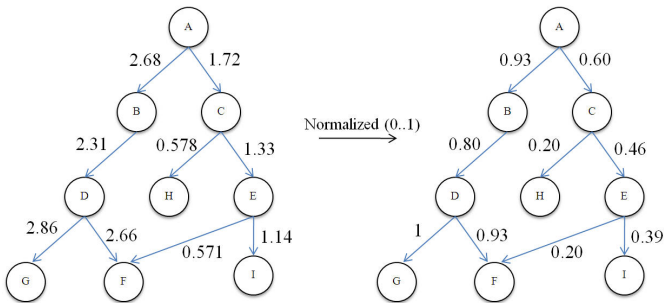 A A
2.68 1.72 0.93 0.60
B C B C
Normalized (0..1)
2.31 0.578 1.33 0.80 0.20 0.46
D H E D H E
2.86 2.66 0.571 1.14 1 0.93 0.20 0.39
G F I G F I